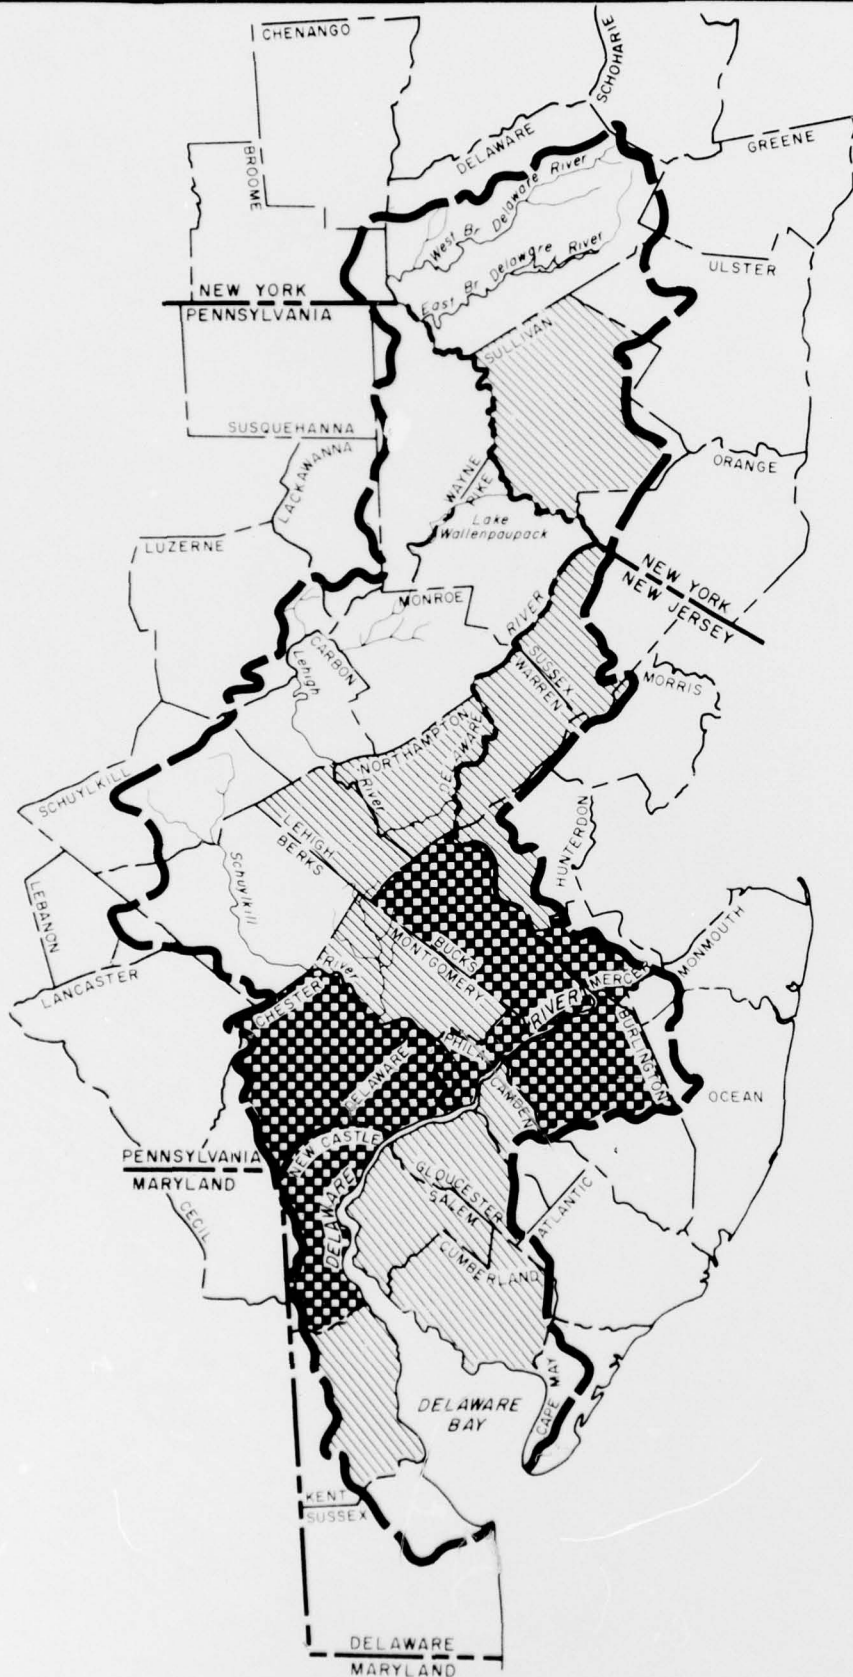 CHENANGO
SCHOHARIE
DELAWARE
GREENE
BROOME
West Br Delaware River
East Br Delaware River
ULSTER
NEW YORK
PENNSYLVANIA
SULLIVAN
SUSQUEHANNA
LACKAWANNA
WAYNE
PIKE
ORANGE
Lake
Wallenpaupack
LUZERNE
NEW YORK
NEW JERSEY
MONROE
RIVER
CARBON
Lehigh
SUSSEX
WARREN
MORRIS
NORTHAMPTON
DELAWARE
River
SCHUYLKILL
LEHIGH
BERKS
HUNTERDON
Schuylkill
LEBANON
BUCKS
MONTGOMERY
MONMOUTH
River
LANCASTER
CHESTER
MERCER
RIVER
BURLINGTON
PHILA
DELAWARE
CAMDEN
OCEAN
NEW CASTLE
PENNSYLVANIA
MARYLAND
DELAWARE
GLOUCESTER
SALEM
ATLANTIC
CECIL
CUMBERLAND
CAPE MAY
DELAWARE
BAY
KENT
SUSSEX
DELAWARE
MARYLAND